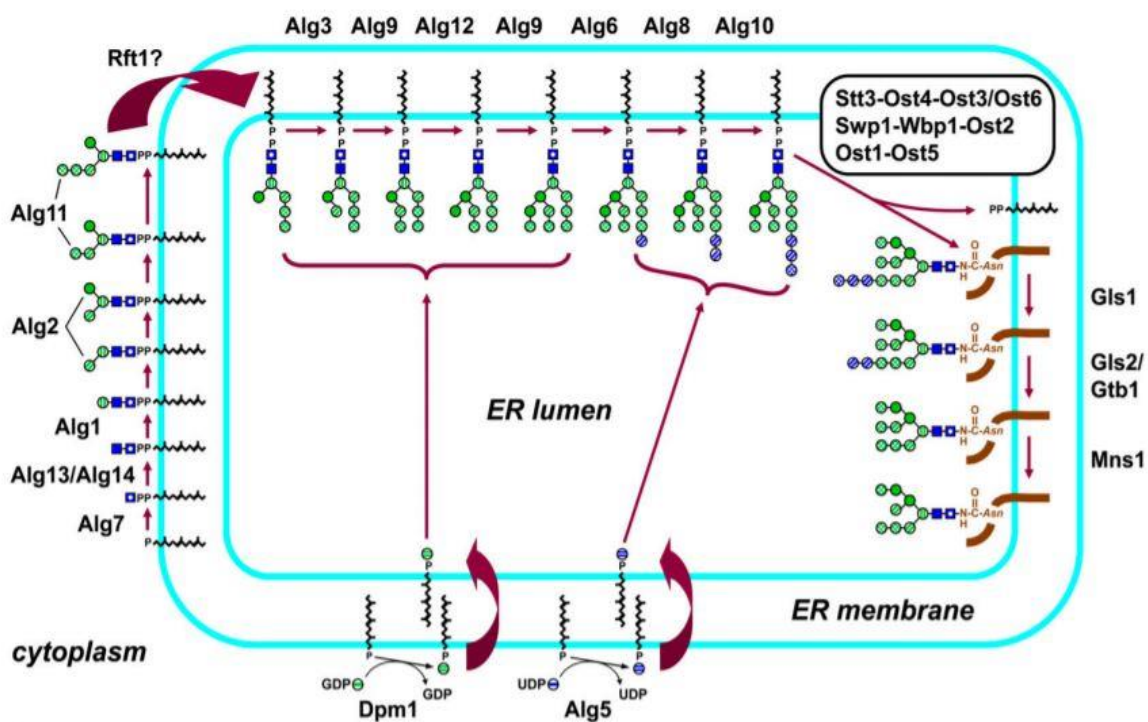 Alg3 Alg9 Alg12 Alg9 Alg6 Alg8 Alg10
Rft1?
Stt3-Ost4-Ost3/Ost6
Swp1-Wbp1-Ost2
Ost1-Ost5
P P P P P P P P
P P P P P P P P
PP
PP
Alg11
PP
O
C
N C-Asn
H
Gls1
PP
Alg2
PP
O
C
N C-Asn
H
Gls2/
Gtb1
ER lumen
PP
Alg1
O
C
N C-Asn
H
PP
Mns1
Alg13/Alg14
PP
O
C
N C-Asn
H
Alg7
P
P P
ER membrane
cytoplasm
P P P P
GDP GDP UDP UDP
Dpm1 Alg5